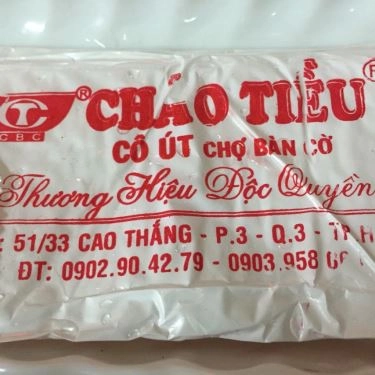 CBC ® CHÁO TIỀU ®
CÔ ÚT CHỢ BÀN CỜ
Thương Hiệu Độc Quyền
: 51/33 CAO THẮNG - P.3 - Q.3 - TP H
ĐT: 0902.90.42.79 - 0903.958